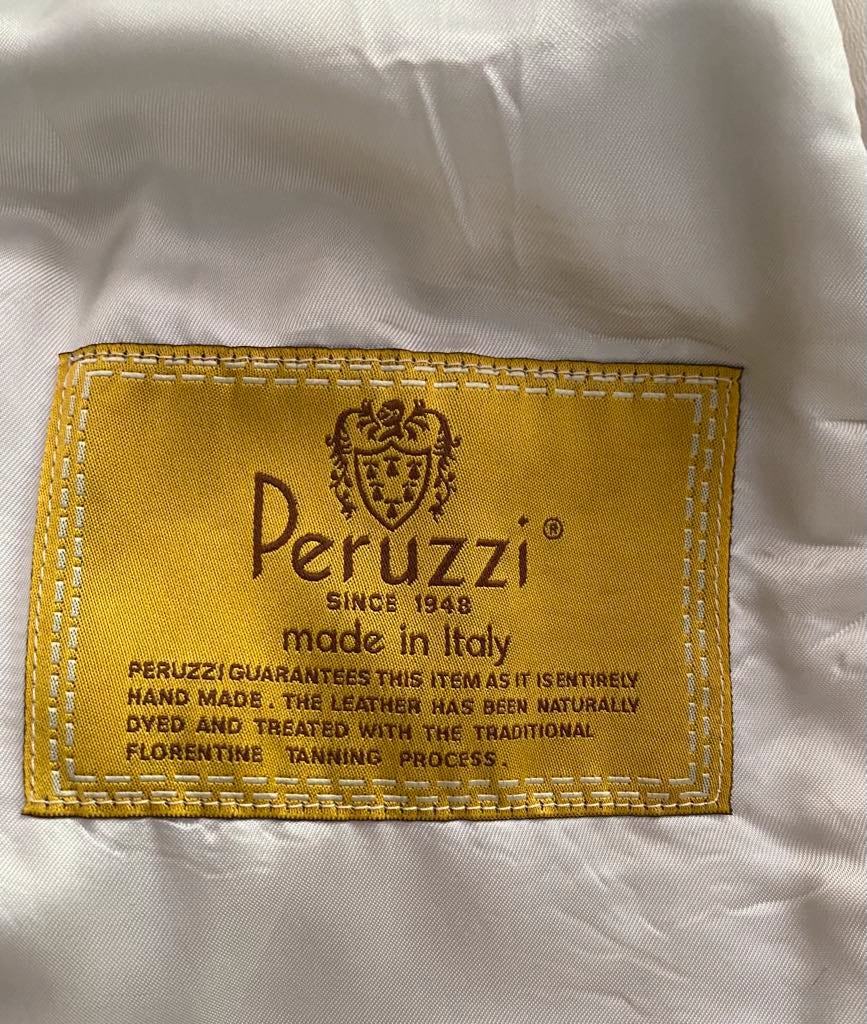 Peruzzi®
SINCE 1948
made in Italy
PERUZZI GUARANTEES THIS ITEM AS IT IS ENTIRELY
HAND MADE. THE LEATHER HAS BEEN NATURALLY
DYED AND TREATED WITH THE TRADITIONAL
FLORENTINE TANNING PROCESS.